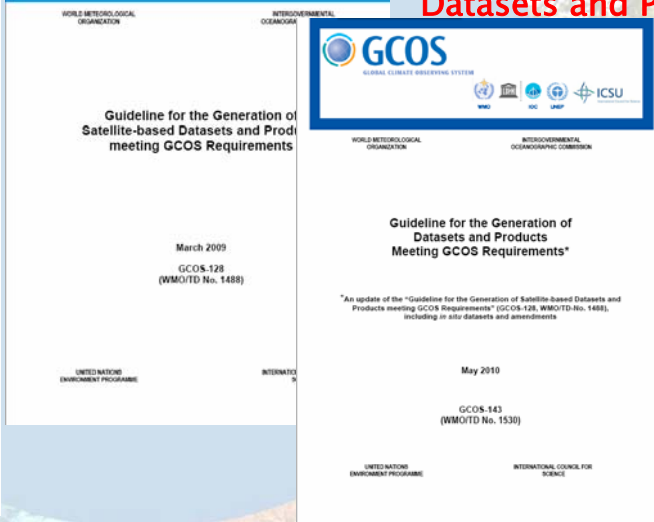 Datasets and P
WORLD METEOROLOGICAL
ORGANIZATION
INTERGOVERNMENTAL
OCEANOGRA
Guideline for the Generation of
Satellite-based Datasets and Produ
meeting GCOS Requirements
March 2009
GCOS-128
(WMO/TD No. 1488)
UNITED NATIONS
ENVIRONMENT PROGRAMME
INTERNATIO
S
GCOS
GLOBAL CLIMATE OBSERVING SYSTEM
WMO
IOC
UNEP
ICSU
WORLD METEOROLOGICAL
ORGANIZATION
INTERGOVERNMENTAL
OCEANOGRAPHIC COMMISSION
Guideline for the Generation of
Datasets and Products
Meeting GCOS Requirements*
*An update of the "Guideline for the Generation of Satellite-based Datasets and
Products meeting GCOS Requirements" (GCOS-128, WMO/TD-No. 1488),
including in situ datasets and amendments
May 2010
GCOS-143
(WMO/TD No. 1530)
UNITED NATIONS
ENVIRONMENT PROGRAMME
INTERNATIONAL COUNCIL FOR
SCIENCE